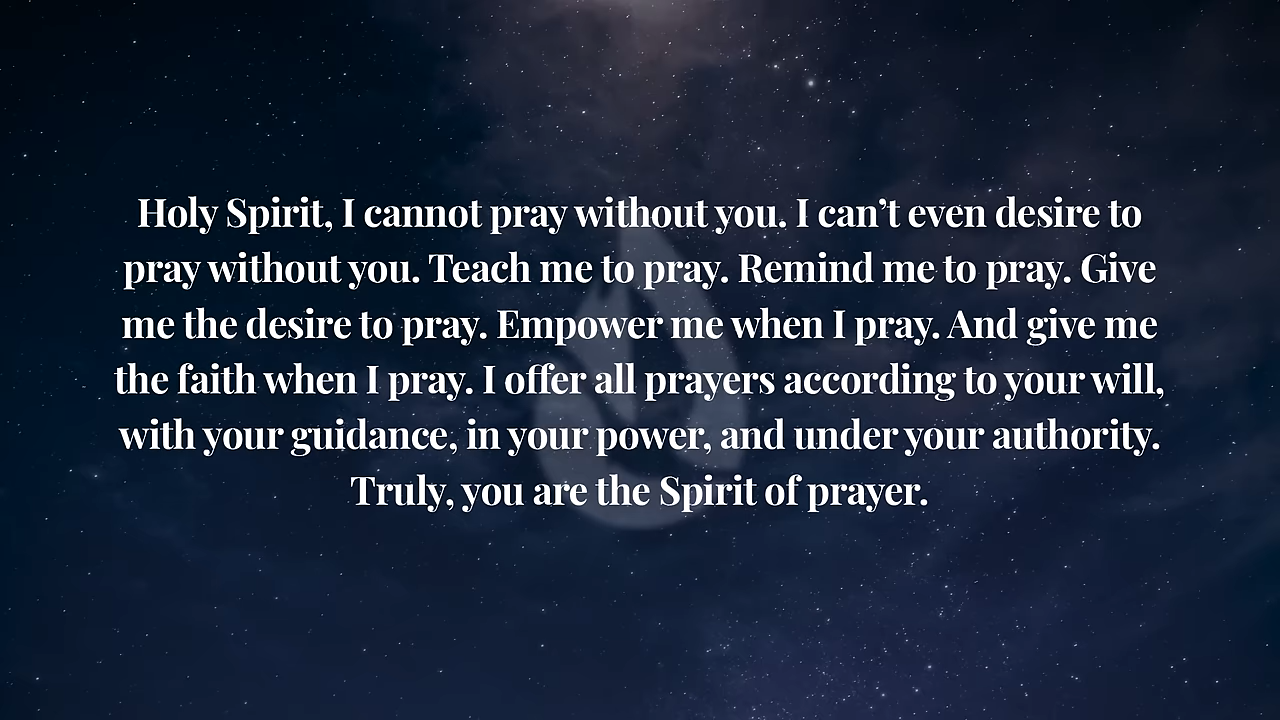 Holy Spirit, I cannot pray without you. I can’t even desire to
pray without you. Teach me to pray. Remind me to pray. Give
me the desire to pray. Empower me when I pray. And give me
the faith when I pray. I offer all prayers according to your will,
with your guidance, in your power, and under your authority.
Truly, you are the Spirit of prayer.